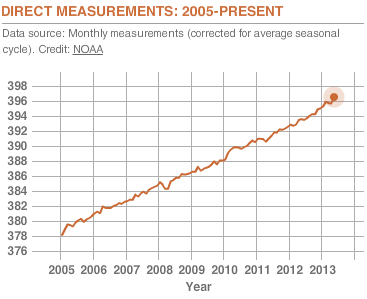 DIRECT MEASUREMENTS: 2005-PRESENT
Data source: Monthly measurements (corrected for average seasonal
cycle). Credit: NOAA
398
396
394
392
390
388
386
384
382
380
378
376
2005 2006 2007 2008 2009 2010 2011 2012 2013
Year